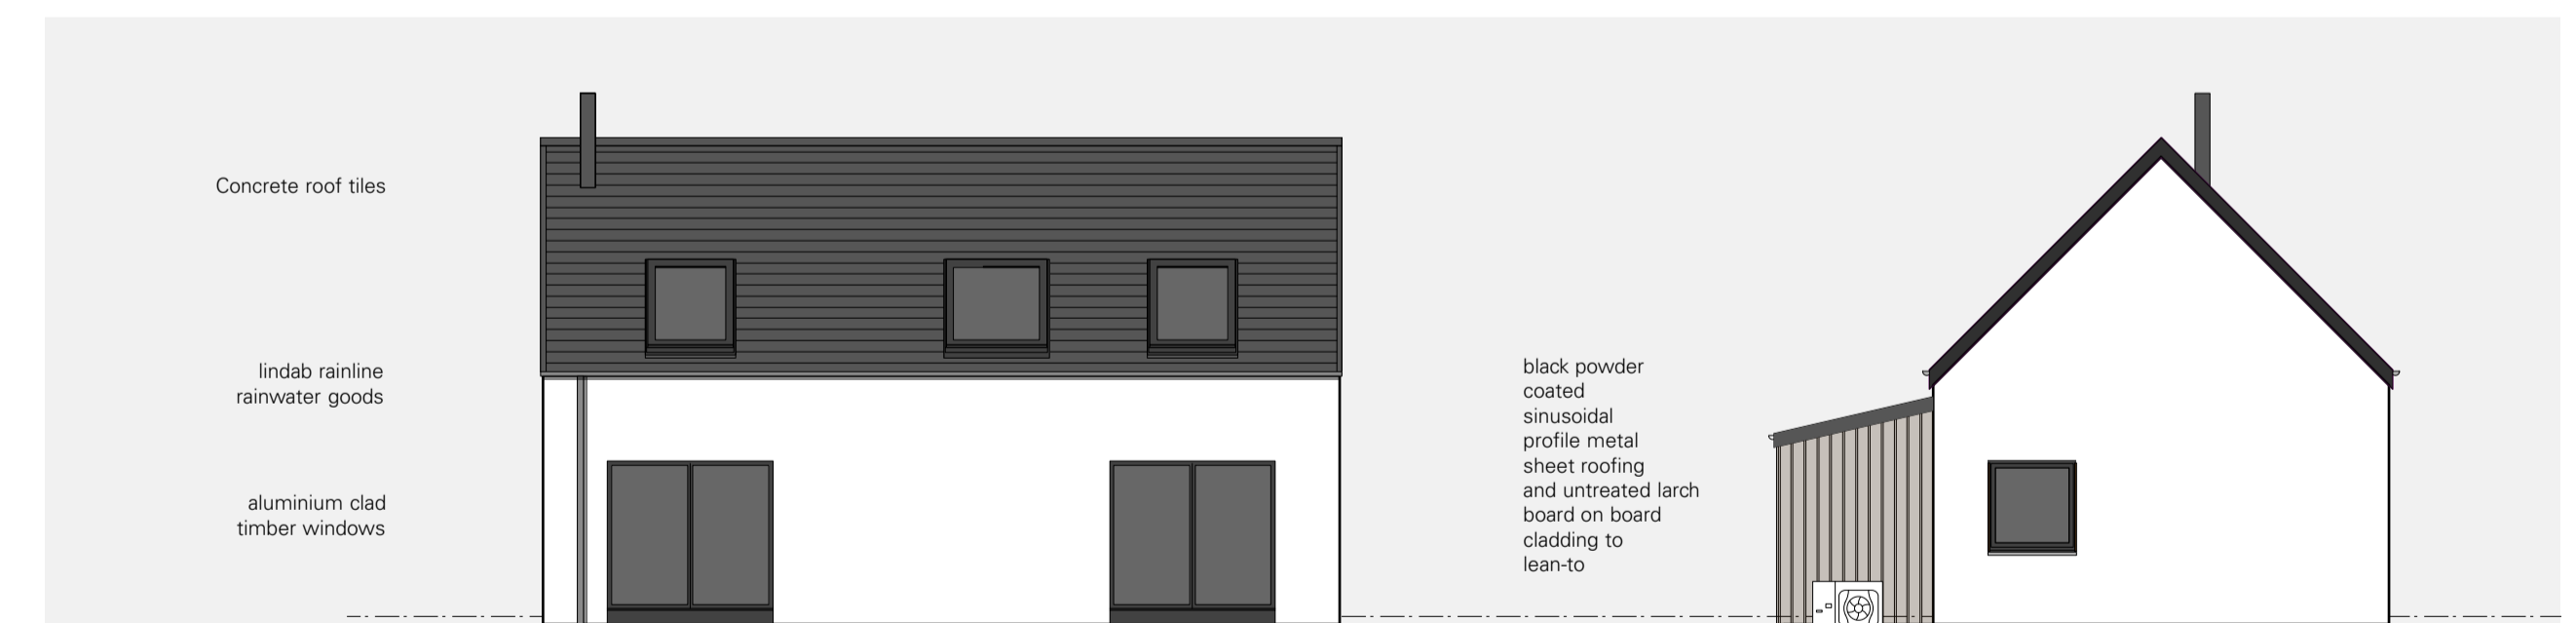 Concrete roof tiles
lindab rainline
rainwater goods
aluminium clad
timber windows
black powder
coated
sinusoidal
profile metal
sheet roofing
and untreated larch
board on board
cladding to
lean-to